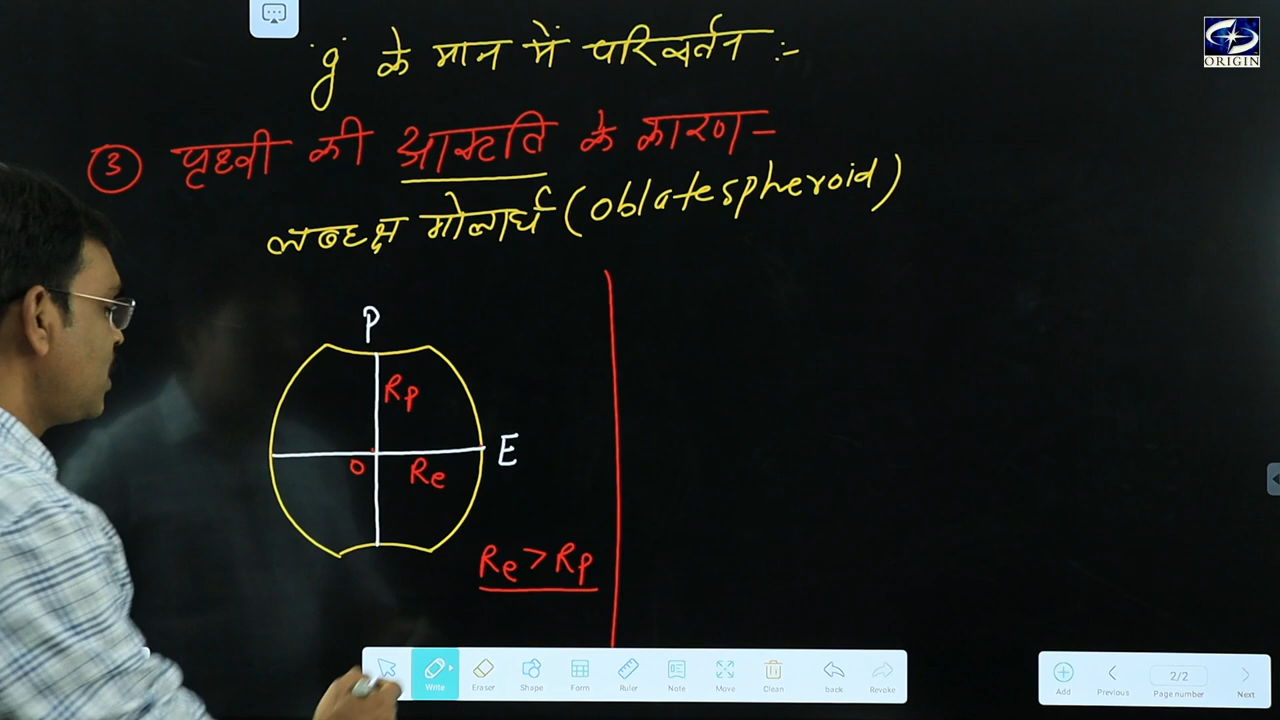 'g' के मान में परिवर्तन :-
ORIGIN
③ पृथ्वी की आकृति के कारण-
लघ्वक्ष गोलार्ध (oblatespheroid)
P
Rp
E
O
Re
Re > Rp
Write
Eraser
Shape
Form
Ruler
Note
Move
Clean
back
Revoke
Add
Previous
2/2
Page number
Next